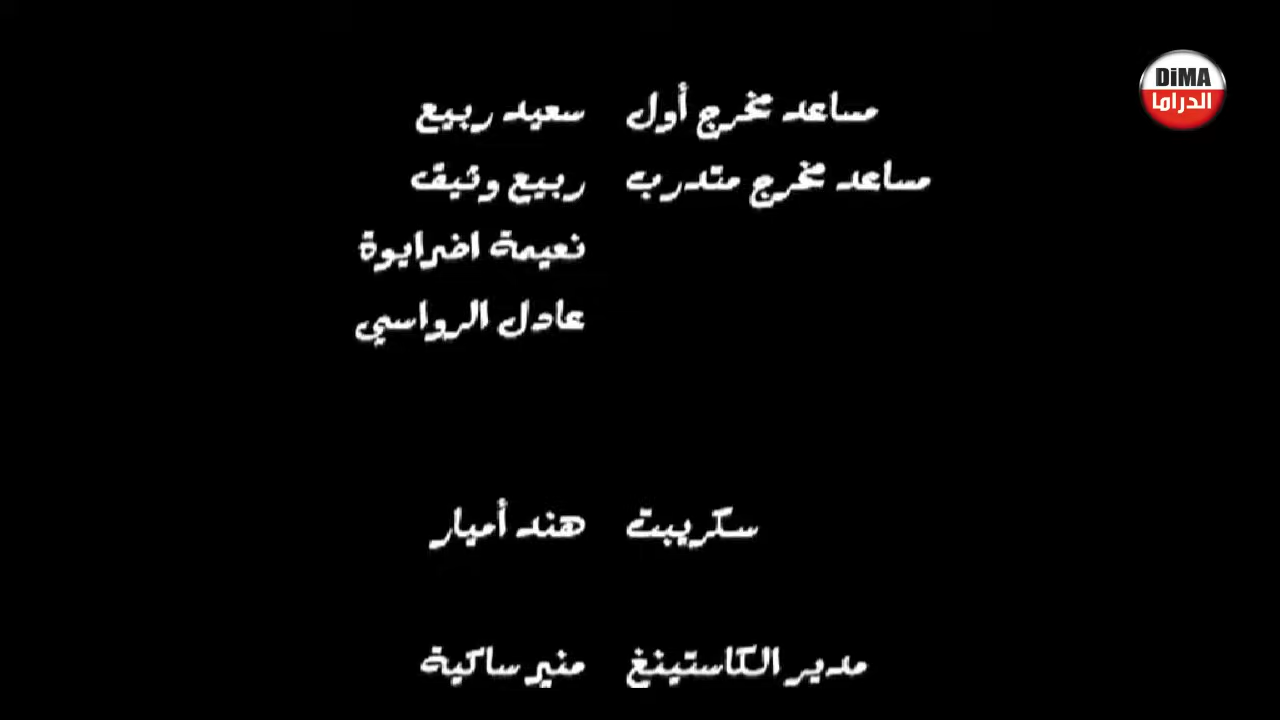 DiMA
الدراما
مساعد مخرج أول سعيد ربيع
مساعد مخرج متدرب ربيع وثيق
نعيمة اضرايوة
عادل الرواسي
سكريبت هند أميار
مدير الكاستينغ منير ساكية